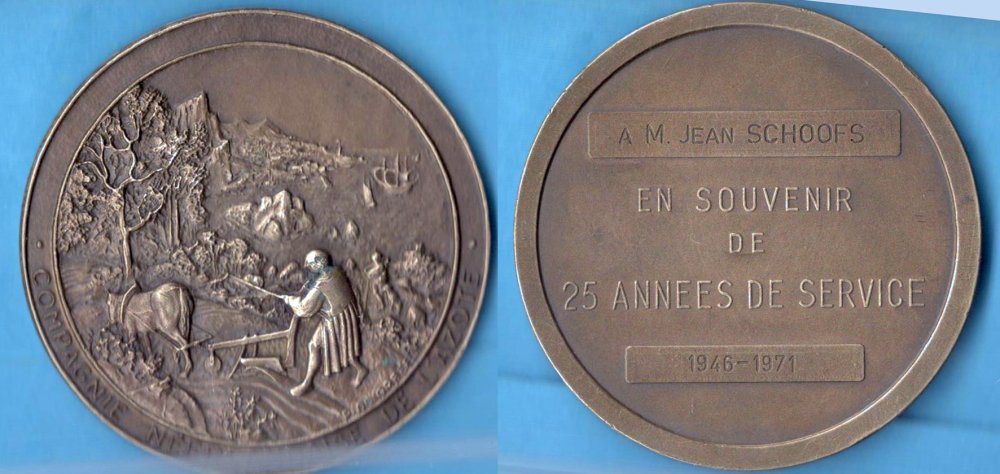 · COMPAGNIE DE L'AZOTE ·
A M. JEAN SCHOOFS
EN SOUVENIR
DE
25 ANNEES DE SERVICE
1946-1971